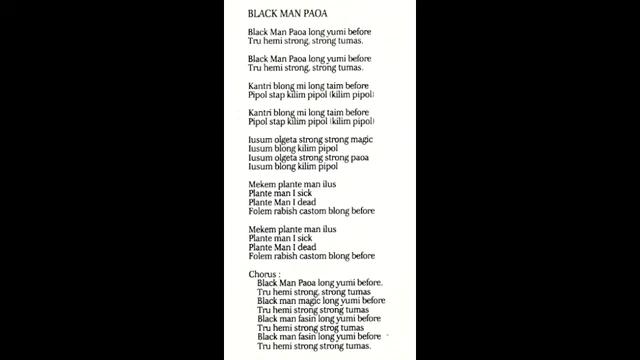 BLACK MAN PAOA
Black Man Paoa long yumi before
Tru hemi strong, strong tumas.
Black Man Paoa long yumi before
Tru hemi strong, strong tumas.
Kantri blong mi long taim before
Pipol stap kilim pipol (kilim pipol)
Kantri blong mi long taim before
Pipol stap kilim pipol (kilim pipol)
Iusum olgeta strong strong magic
Iusum blong kilim pipol
Iusum olgeta strong strong paoa
Iusum blong kilim pipol
Mekem plante man ilus
Plante man I sick
Plante Man I dead
Folem rabish castom blong before
Mekem plante man ilus
Plante man I sick
Plante Man I dead
Folem rabish castom blong before
Chorus :
Black Man Paoa long yumi before.
Tru hemi strong, strong tumas
Black man magic long yumi before
Tru hemi strong strong tumas
Black man fasin long yumi before
Tru hemi strong strog tumas
Black man fasin long yumi before
Tru hemi strong strong tumas.